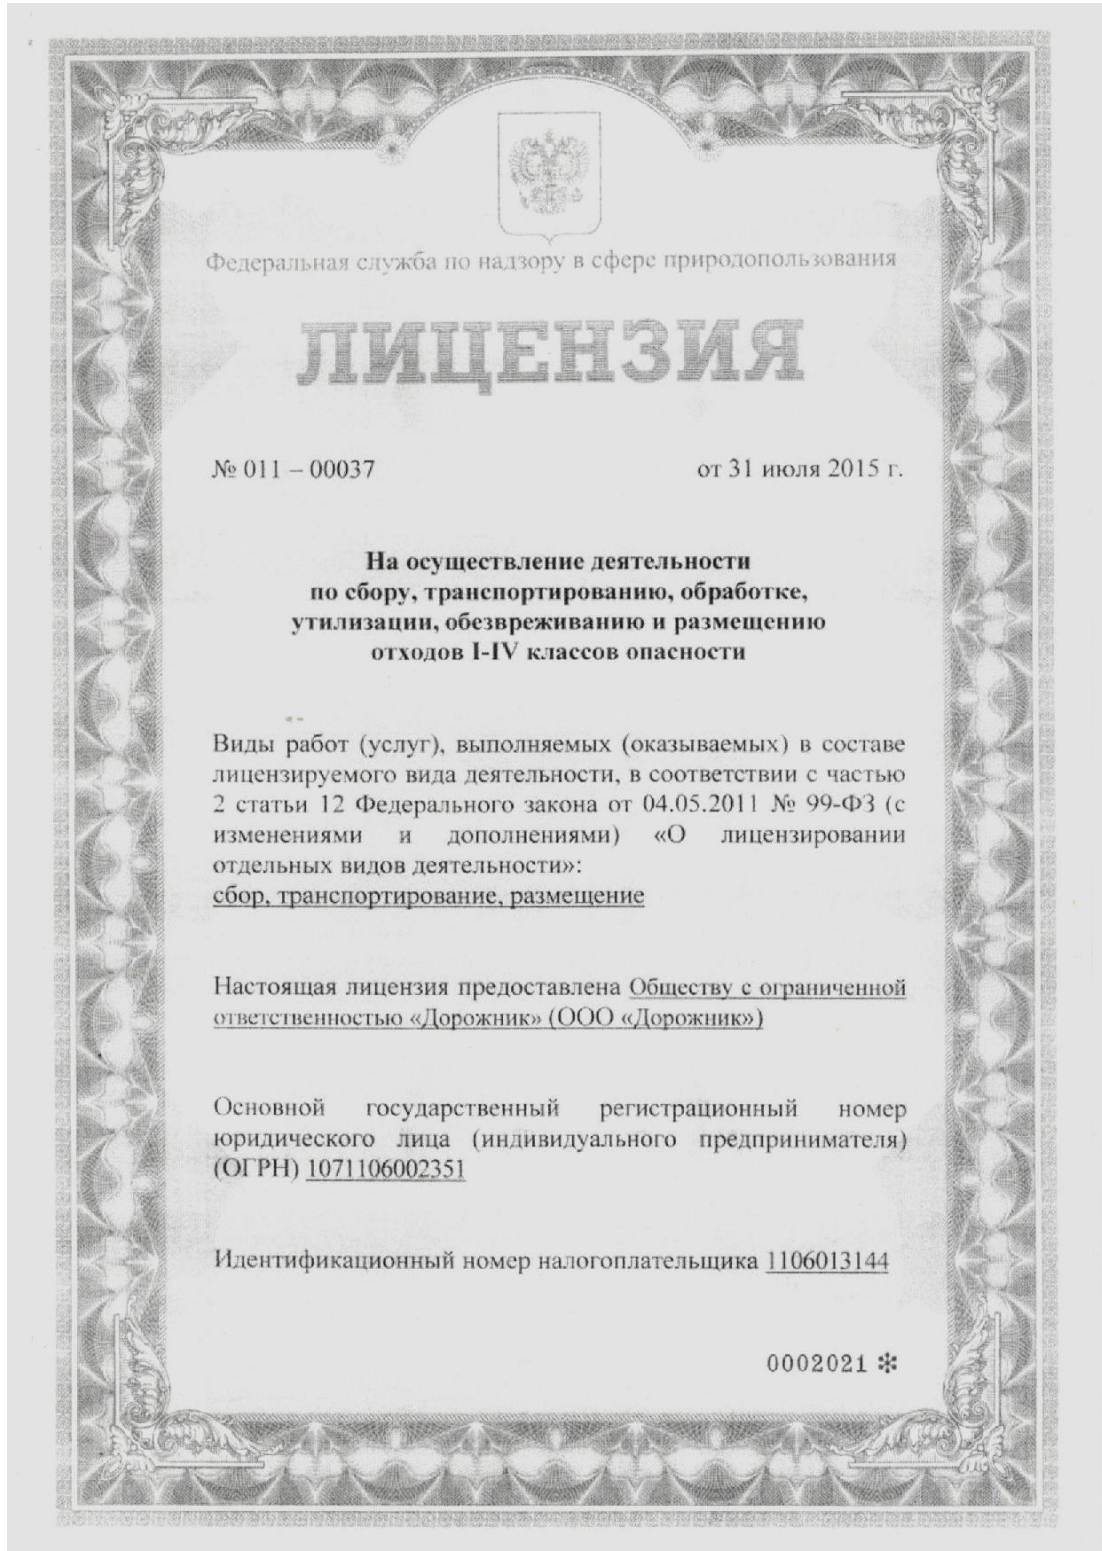 Федеральная служба по надзору в сфере природопользования
ЛИЦЕНЗИЯ
№ 011 – 00037 от 31 июля 2015 г.
На осуществление деятельности
по сбору, транспортированию, обработке,
утилизации, обезвреживанию и размещению
отходов I-IV классов опасности
Виды работ (услуг), выполняемых (оказываемых) в составе
лицензируемого вида деятельности, в соответствии с частью
2 статьи 12 Федерального закона от 04.05.2011 № 99-ФЗ (с
изменениями и дополнениями) «О лицензировании
отдельных видов деятельности»:
сбор, транспортирование, размещение
Настоящая лицензия предоставлена Обществу с ограниченной
ответственностью «Дорожник» (ООО «Дорожник»)
Основной государственный регистрационный номер
юридического лица (индивидуального предпринимателя)
(ОГРН) 1071106002351
Идентификационный номер налогоплательщика 1106013144
0002021 ✻